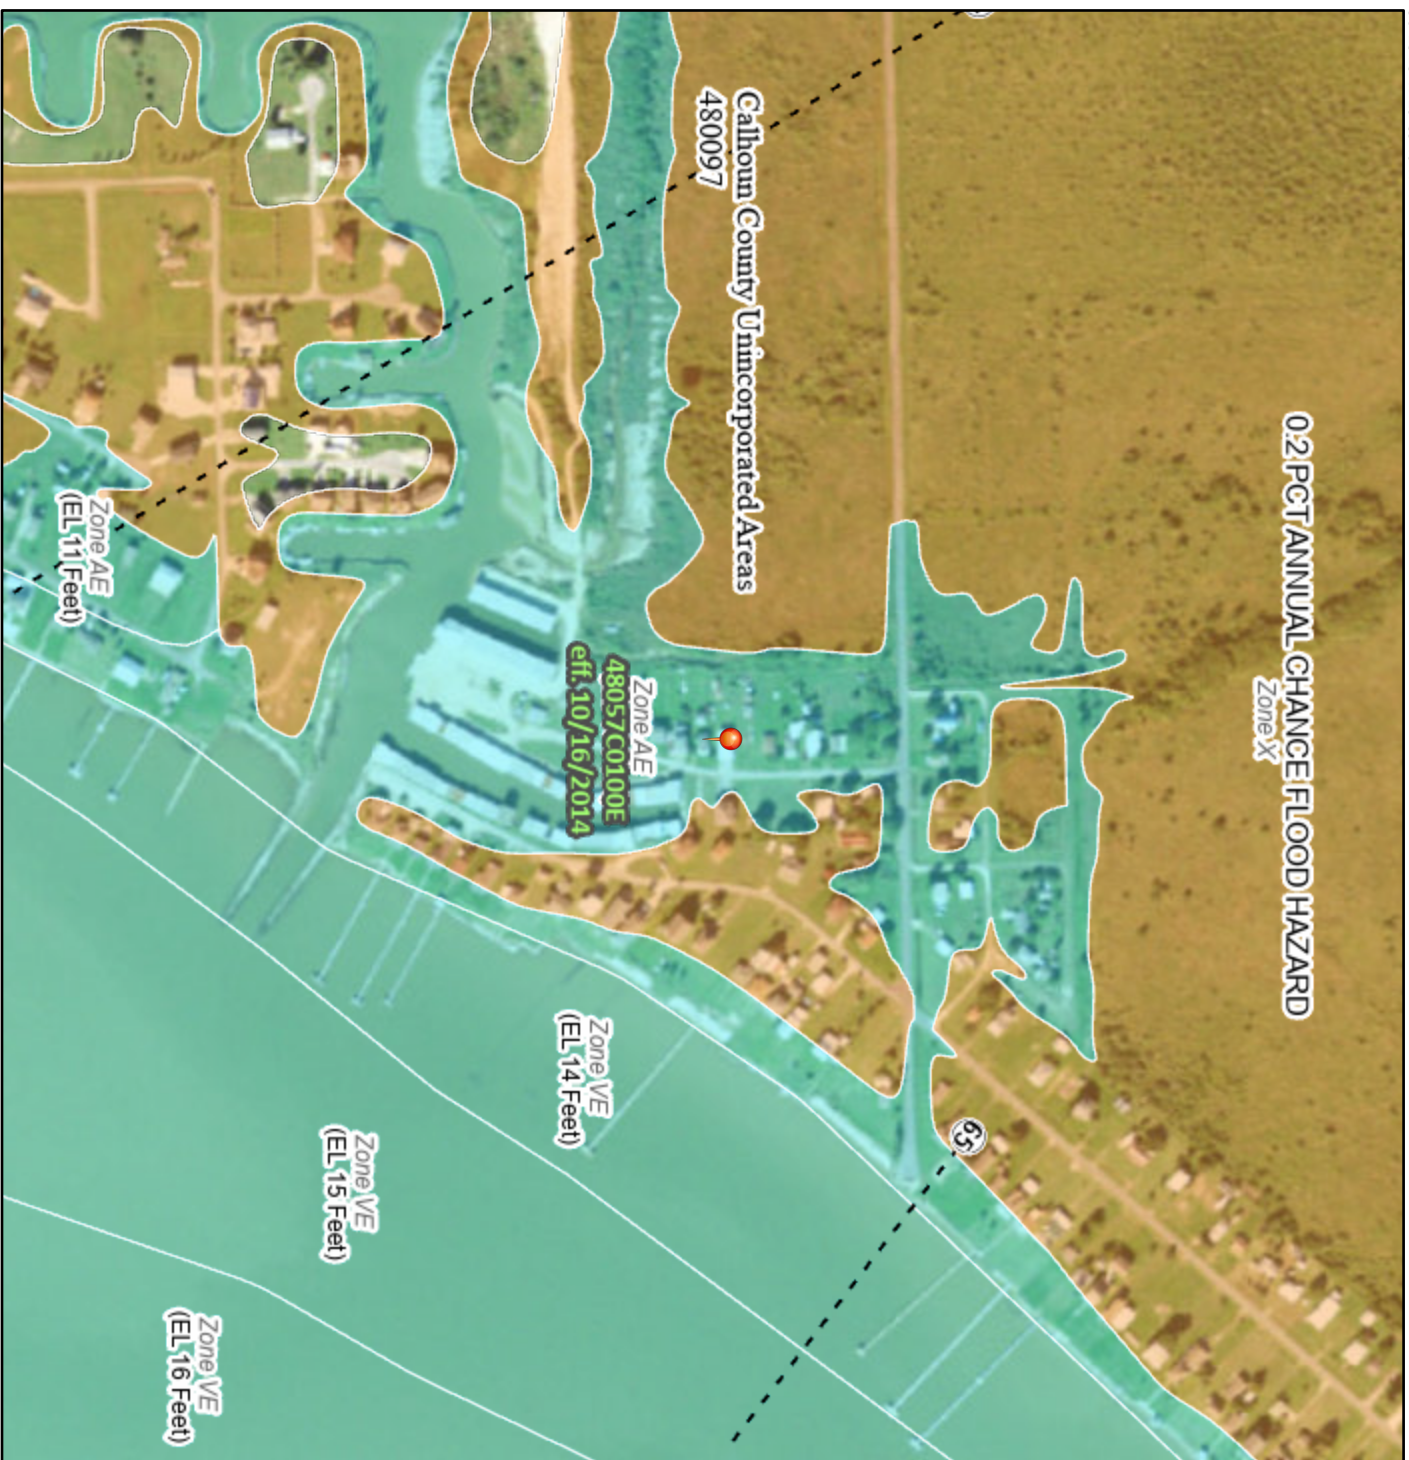 0.2 PCT ANNUAL CHANCE FLOOD HAZARD
Zone X
Calhoun County Unincorporated Areas
480097
Zone AE
48057C0100E
eff. 10/16/2014
Zone AE
(EL 11 Feet)
Zone VE
(EL 14 Feet)
Zone VE
(EL 15 Feet)
Zone VE
(EL 16 Feet)
65